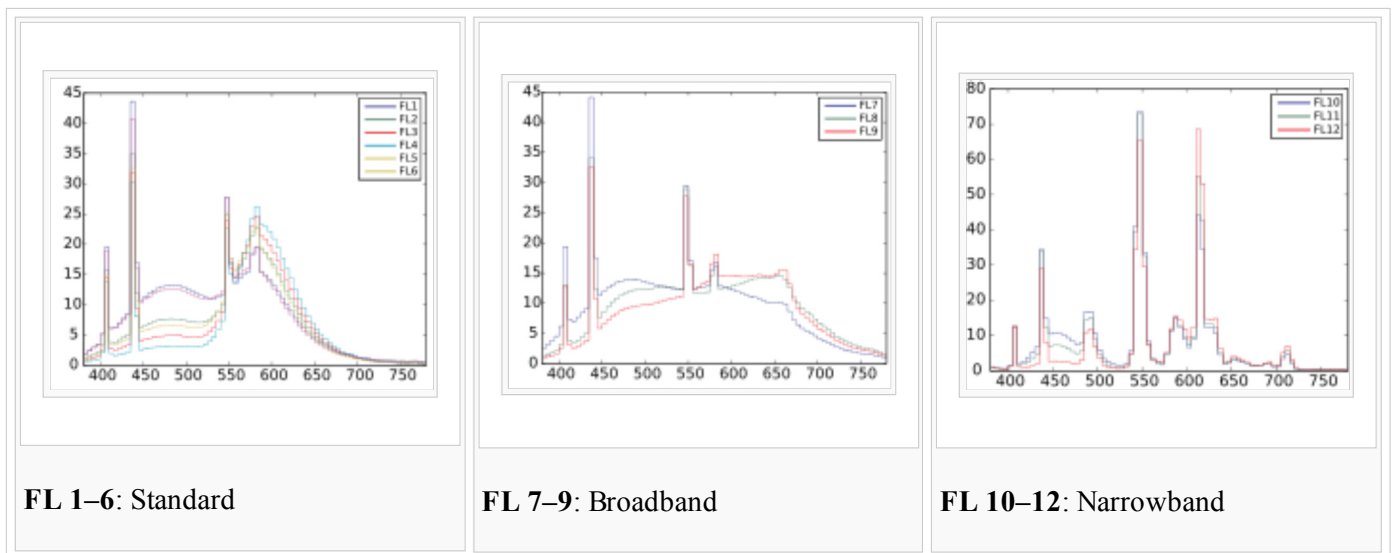 45
40
35
30
25
20
15
10
5
0
400 450 500 550 600 650 700 750
FL1
FL2
FL3
FL4
FL5
FL6
FL 1–6: Standard
45
40
35
30
25
20
15
10
5
0
400 450 500 550 600 650 700 750
FL7
FL8
FL9
FL 7–9: Broadband
80
70
60
50
40
30
20
10
0
400 450 500 550 600 650 700 750
FL10
FL11
FL12
FL 10–12: Narrowband